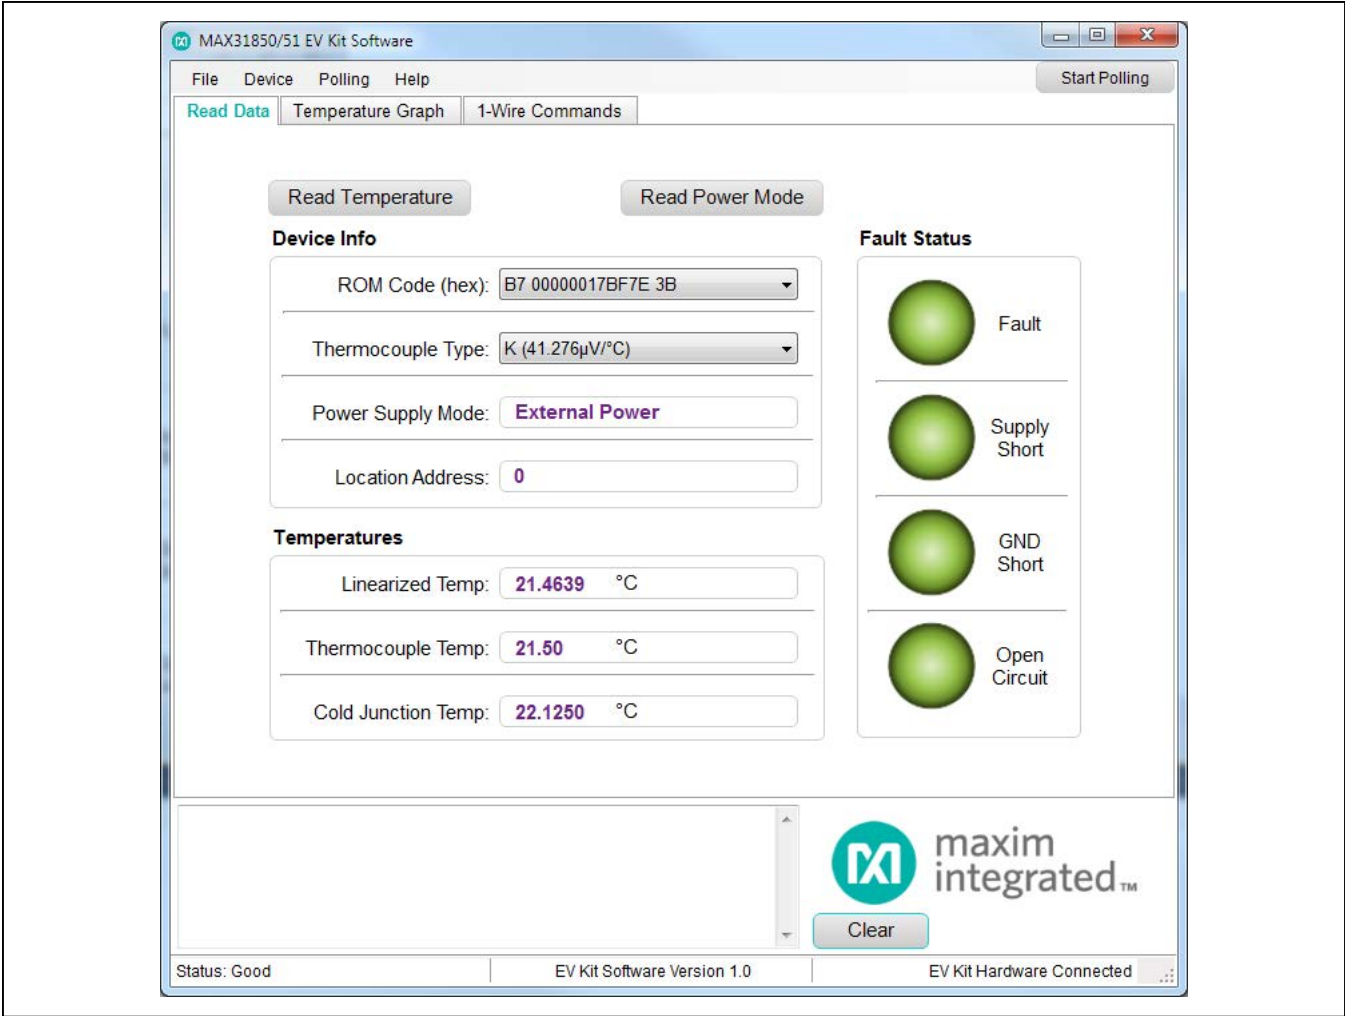 MAX31850/51 EV Kit Software
File Device Polling Help
Start Polling
Read Data Temperature Graph 1-Wire Commands
Read Temperature
Read Power Mode
Device Info
ROM Code (hex): B7 00000017BF7E 3B
Thermocouple Type: K (41.276µV/°C)
Power Supply Mode: External Power
Location Address: 0
Temperatures
Linearized Temp: 21.4639 °C
Thermocouple Temp: 21.50 °C
Cold Junction Temp: 22.1250 °C
Fault Status
Fault
Supply
Short
GND
Short
Open
Circuit
maxim
integrated™
Clear
Status: Good
EV Kit Software Version 1.0
EV Kit Hardware Connected